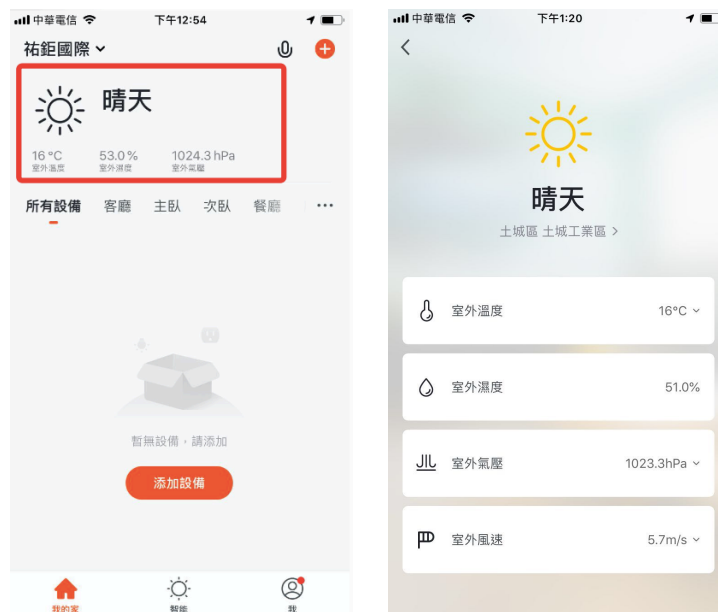 中華電信
下午12:54
祐鉅國際
晴天
16 °C
53.0 %
1024.3 hPa
室外溫度
室外濕度
室外氣壓
所有設備
客廳
主臥
次臥
餐廳
暫無設備，請添加
添加設備
我的家
智能
我
中華電信
下午1:20
晴天
土城區 土城工業區
室外溫度
16°C
室外濕度
51.0%
室外氣壓
1023.3hPa
室外風速
5.7m/s